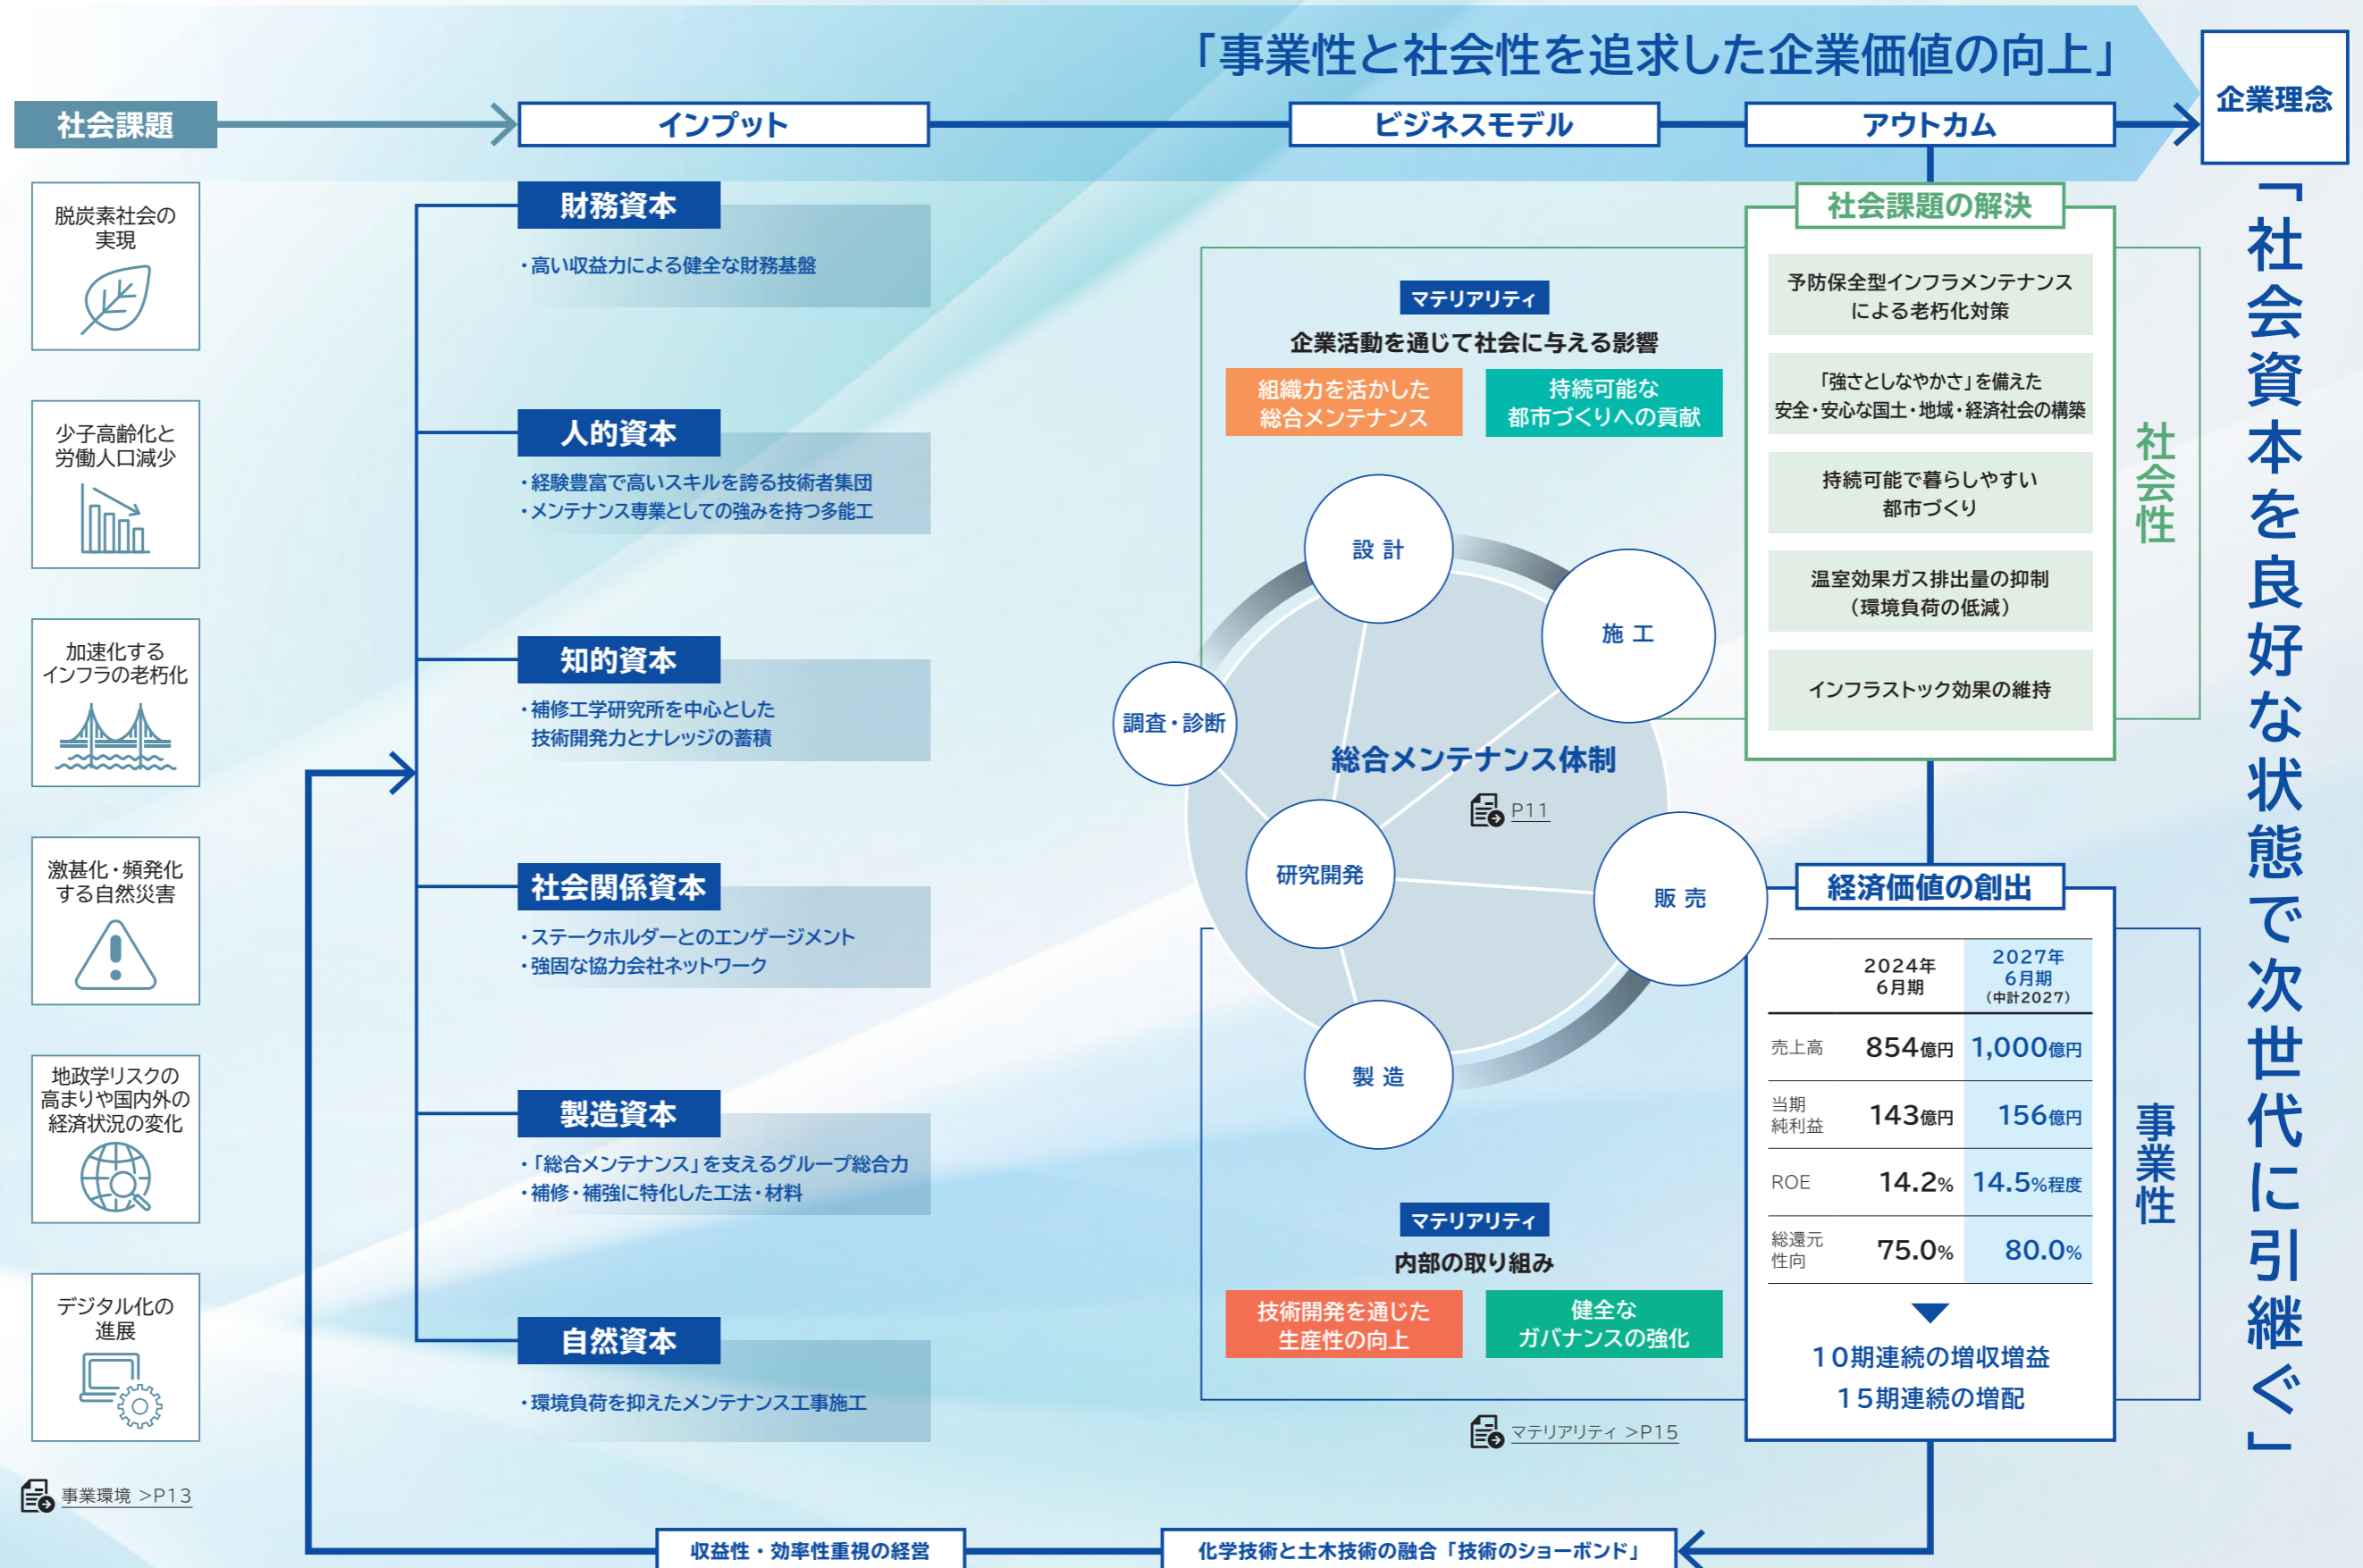 「事業性と社会性を追求した企業価値の向上」
社会課題
インプット
ビジネスモデル
アウトカム
企業理念
「社会資本を良好な状態で次世代に引継ぐ」
脱炭素社会の
実現
少子高齢化と
労働人口減少
加速化する
インフラの老朽化
激甚化・頻発化
する自然災害
地政学リスクの
高まりや国内外の
経済状況の変化
デジタル化の
進展
事業環境 >P13
財務資本
・高い収益力による健全な財務基盤
人的資本
・経験豊富で高いスキルを誇る技術者集団
・メンテナンス専業としての強みを持つ多能工
知的資本
・補修工学研究所を中心とした
技術開発力とナレッジの蓄積
社会関係資本
・ステークホルダーとのエンゲージメント
・強固な協力会社ネットワーク
製造資本
・「総合メンテナンス」を支えるグループ総合力
・補修・補強に特化した工法・材料
自然資本
・環境負荷を抑えたメンテナンス工事施工
マテリアリティ
企業活動を通じて社会に与える影響
組織力を活かした
総合メンテナンス
持続可能な
都市づくりへの貢献
設 計
施 工
調査・診断
総合メンテナンス体制
P11
研究開発
販 売
製 造
マテリアリティ
内部の取り組み
技術開発を通じた
生産性の向上
健全な
ガバナンスの強化
マテリアリティ >P15
社会課題の解決
予防保全型インフラメンテナンス
による老朽化対策
「強さとしなやかさ」を備えた
安全・安心な国土・地域・経済社会の構築
持続可能で暮らしやすい
都市づくり
温室効果ガス排出量の抑制
（環境負荷の低減）
インフラストック効果の維持
社会性
経済価値の創出
2024年
6月期
2027年
6月期
（中計2027）
売上高 854億円 1,000億円
当期
純利益 143億円 156億円
ROE 14.2% 14.5%程度
総還元
性向 75.0% 80.0%
10期連続の増収増益
15期連続の増配
事業性
収益性・効率性重視の経営
化学技術と土木技術の融合「技術のショーボンド」